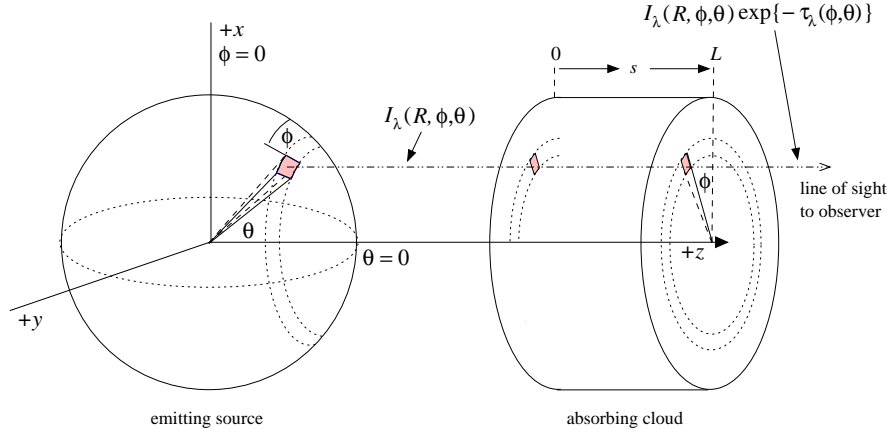 +x
ϕ = 0
I_λ(R, ϕ,θ) exp{− τ_λ(ϕ,θ)}
0
s
L
I_λ(R, ϕ,θ)
ϕ
ϕ
line of sight
to observer
θ
θ = 0
+z
+y
emitting source
absorbing cloud